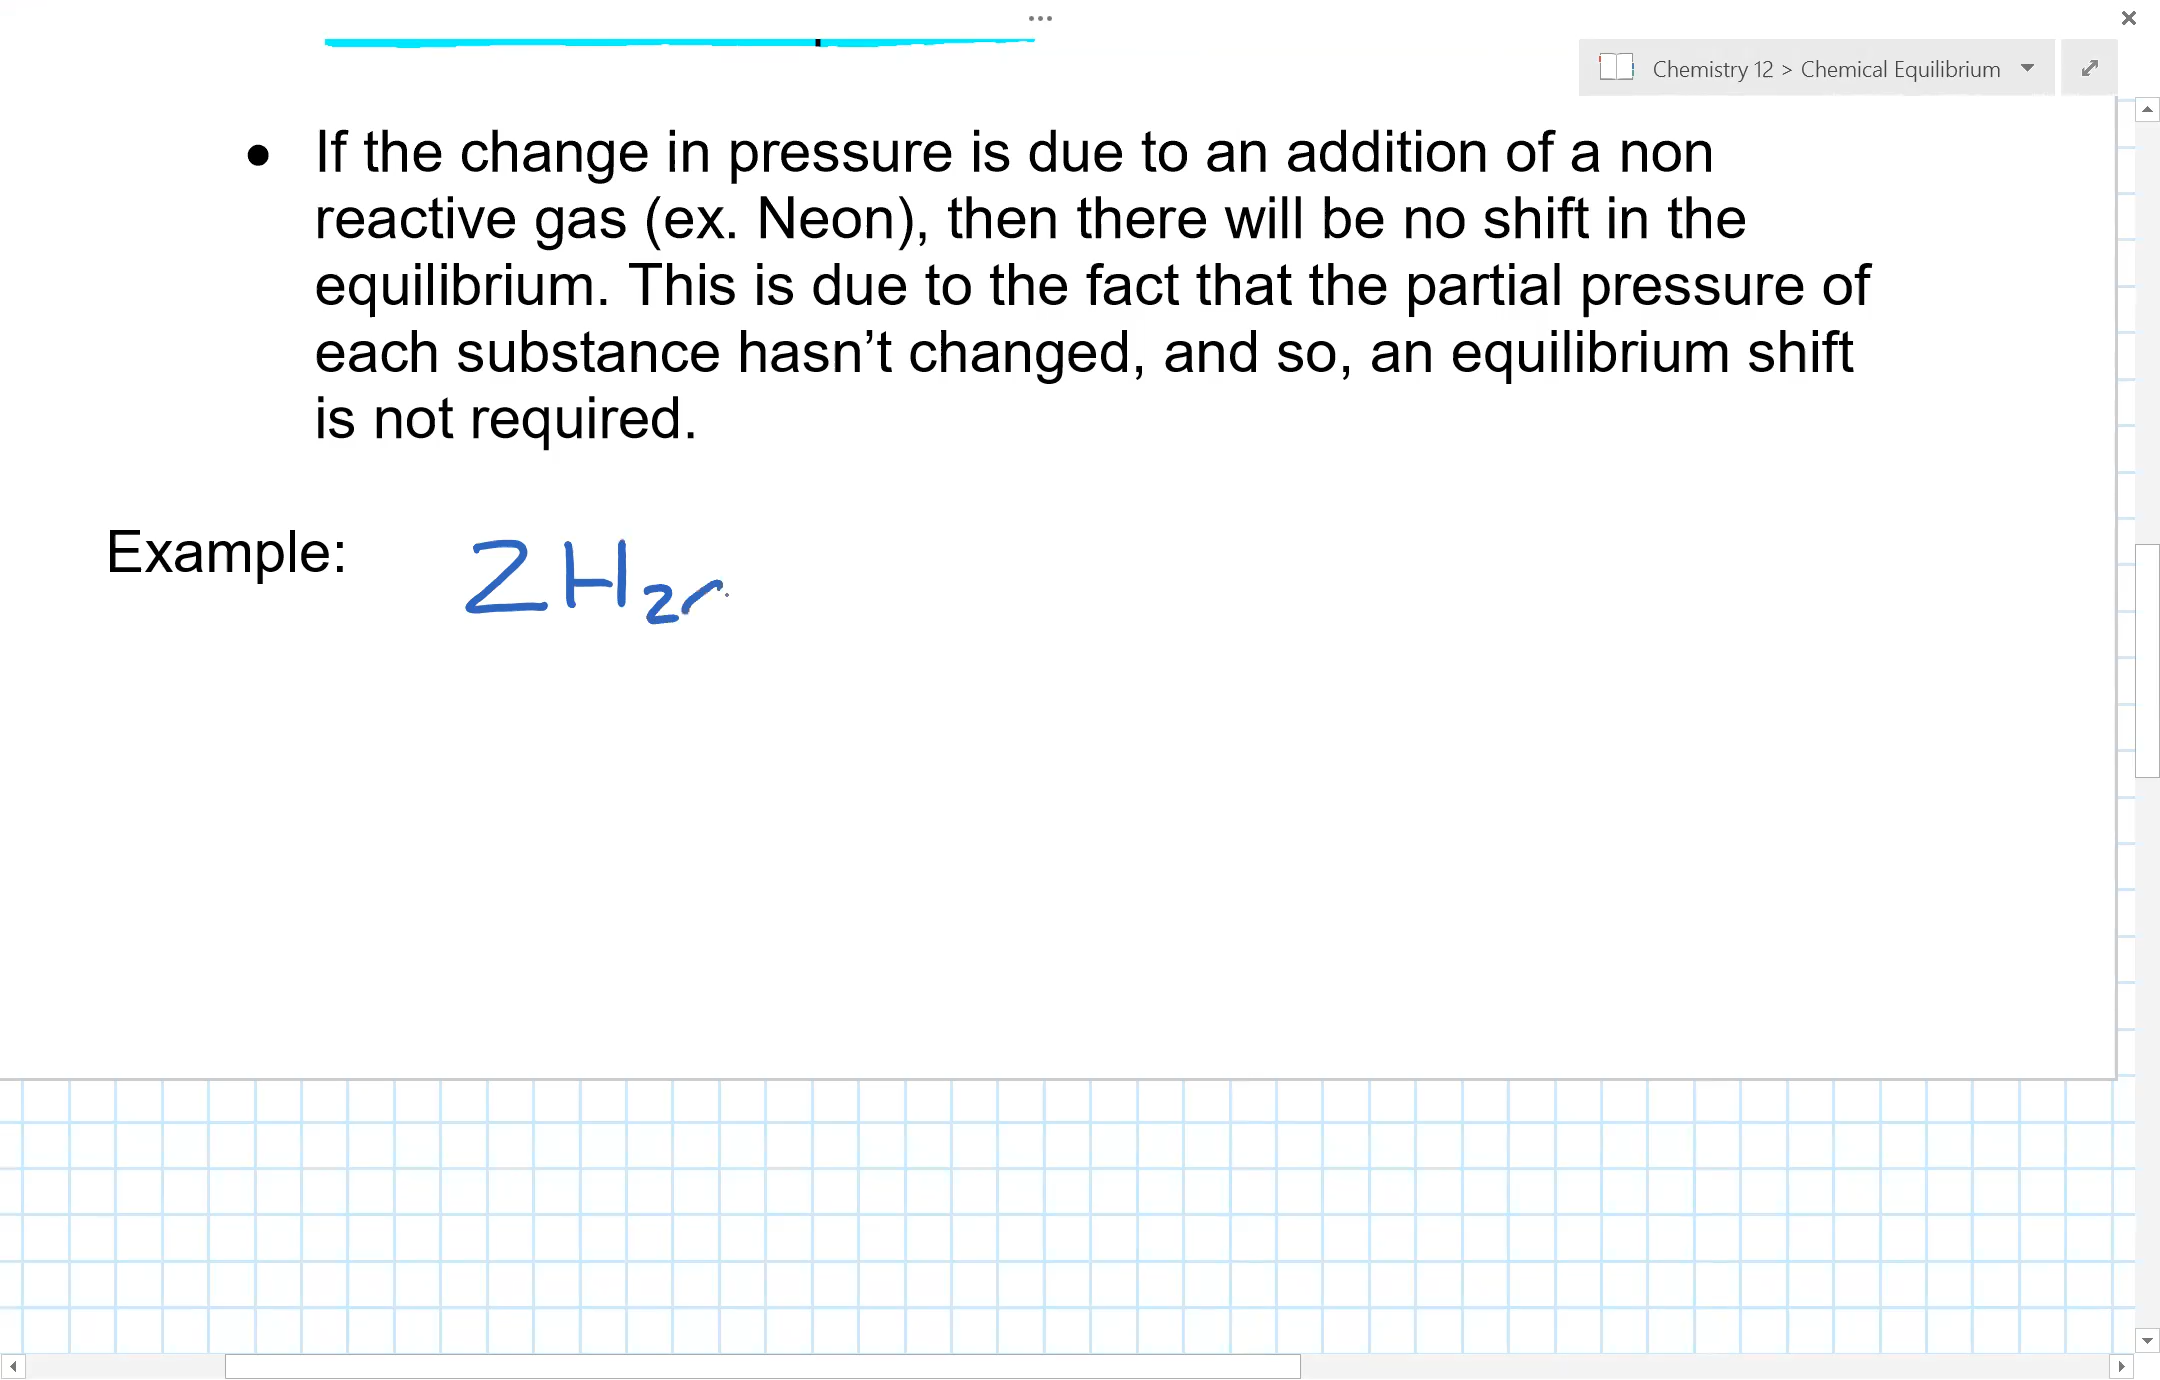 Chemistry 12 > Chemical Equilibrium
• If the change in pressure is due to an addition of a non
reactive gas (ex. Neon), then there will be no shift in the
equilibrium. This is due to the fact that the partial pressure of
each substance hasn’t changed, and so, an equilibrium shift
is not required.
Example: 2H₂